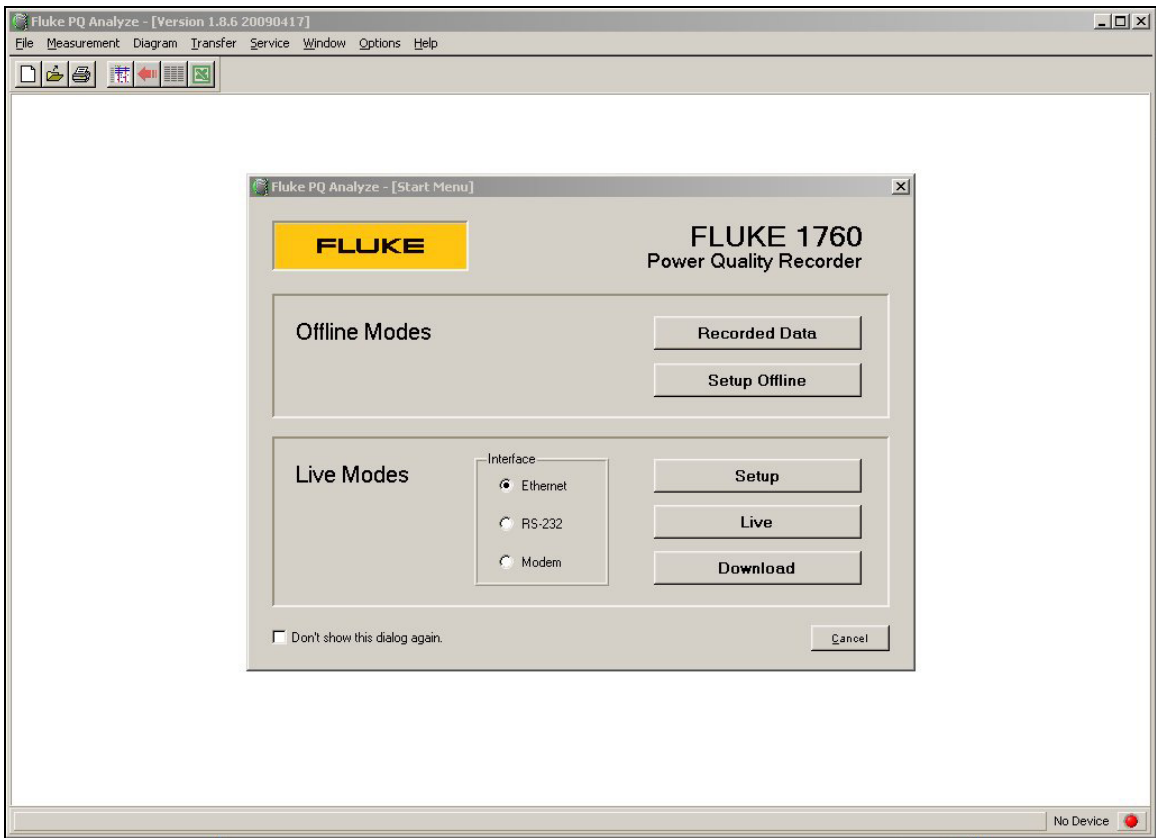 Fluke PQ Analyze - [Version 1.8.6 20090417]
File Measurement Diagram Transfer Service Window Options Help
Fluke PQ Analyze - [Start Menu]
FLUKE
FLUKE 1760
Power Quality Recorder
Offline Modes
Recorded Data
Setup Offline
Live Modes
Interface
Ethernet
RS-232
Modem
Setup
Live
Download
Don't show this dialog again.
Cancel
No Device